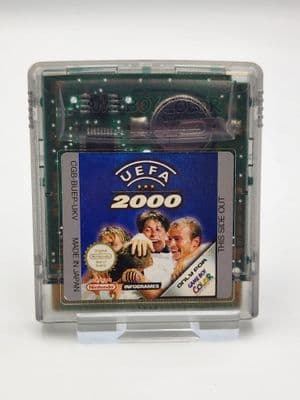 UEFA
2000
CGB-BUEP-UKV
MADE IN JAPAN
THIS SIDE OUT
Nintendo
INFOGRAMES
ONLY FOR
GAME BOY
COLOR